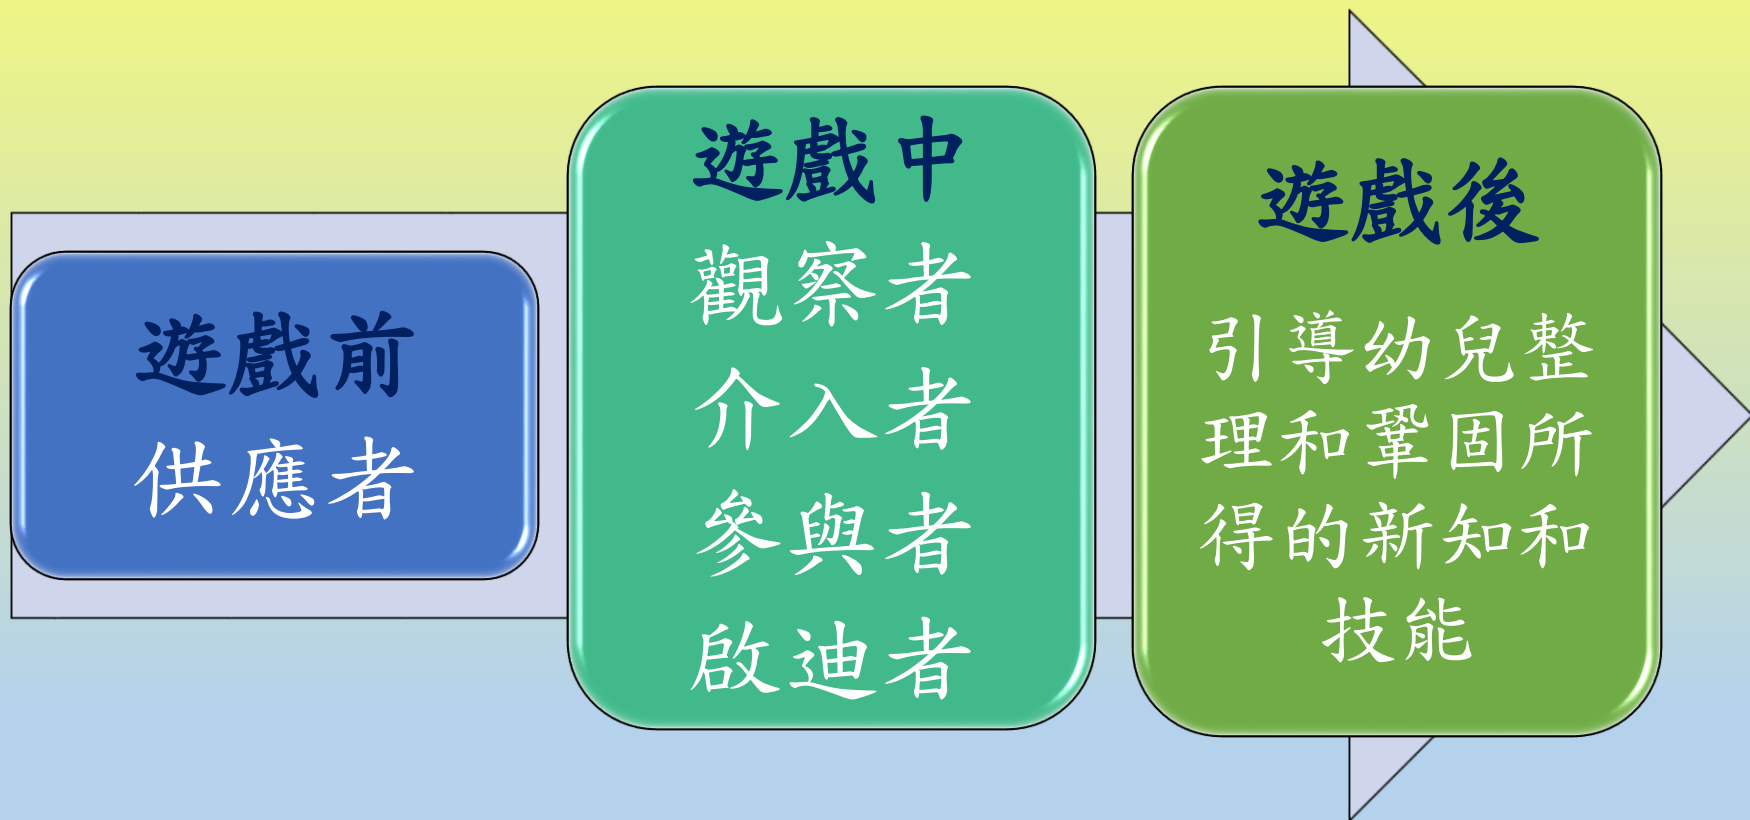 遊戲前
供應者
遊戲中
觀察者
介入者
參與者
啟迪者
遊戲後
引導幼兒整
理和鞏固所
得的新知和
技能